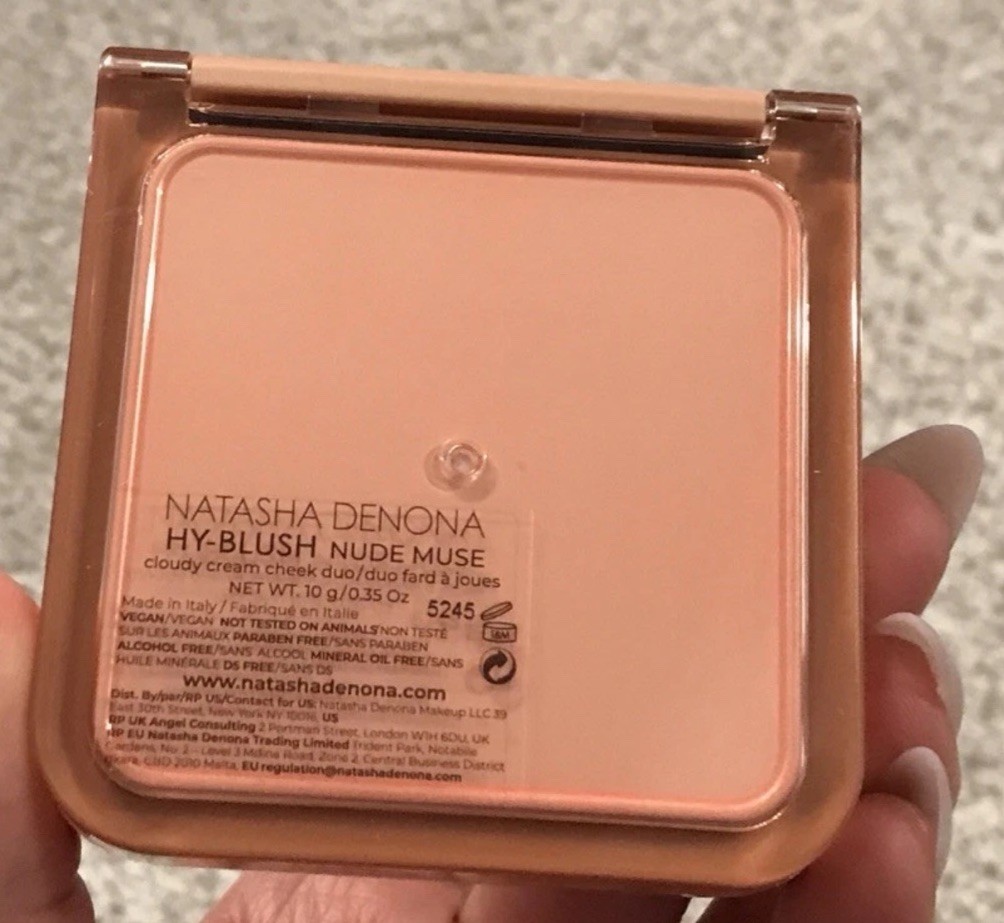 NATASHA DENONA
HY-BLUSH NUDE MUSE
cloudy cream cheek duo/duo fard à joues
NET WT. 10 g/0.35 Oz
Made in Italy / Fabriqué en Italie 5245
VEGAN/VEGAN NOT TESTED ON ANIMALS/NON TESTÉ
18M
SUR LES ANIMAUX PARABEN FREE/SANS PARABEN
ALCOHOL FREE/SANS ALCOOL MINERAL OIL FREE/SANS
HUILE MINÉRALE D5 FREE/SANS D5
www.natashadenona.com
Dist. By/par/RP US/Contact for US: Natasha Denona Makeup LLC 39
East 30th Street, New York NY 10016, US
RP UK Angel Consulting 2 Portman Street, London W1H 6DU, UK
RP EU Natasha Denona Trading Limited Trident Park, Notabile
Gardens, No. 2 - Level 3 Mdina Road, Zone 2, Central Business District
CBD 2010 Malta, EUregulation@natashadenona.com